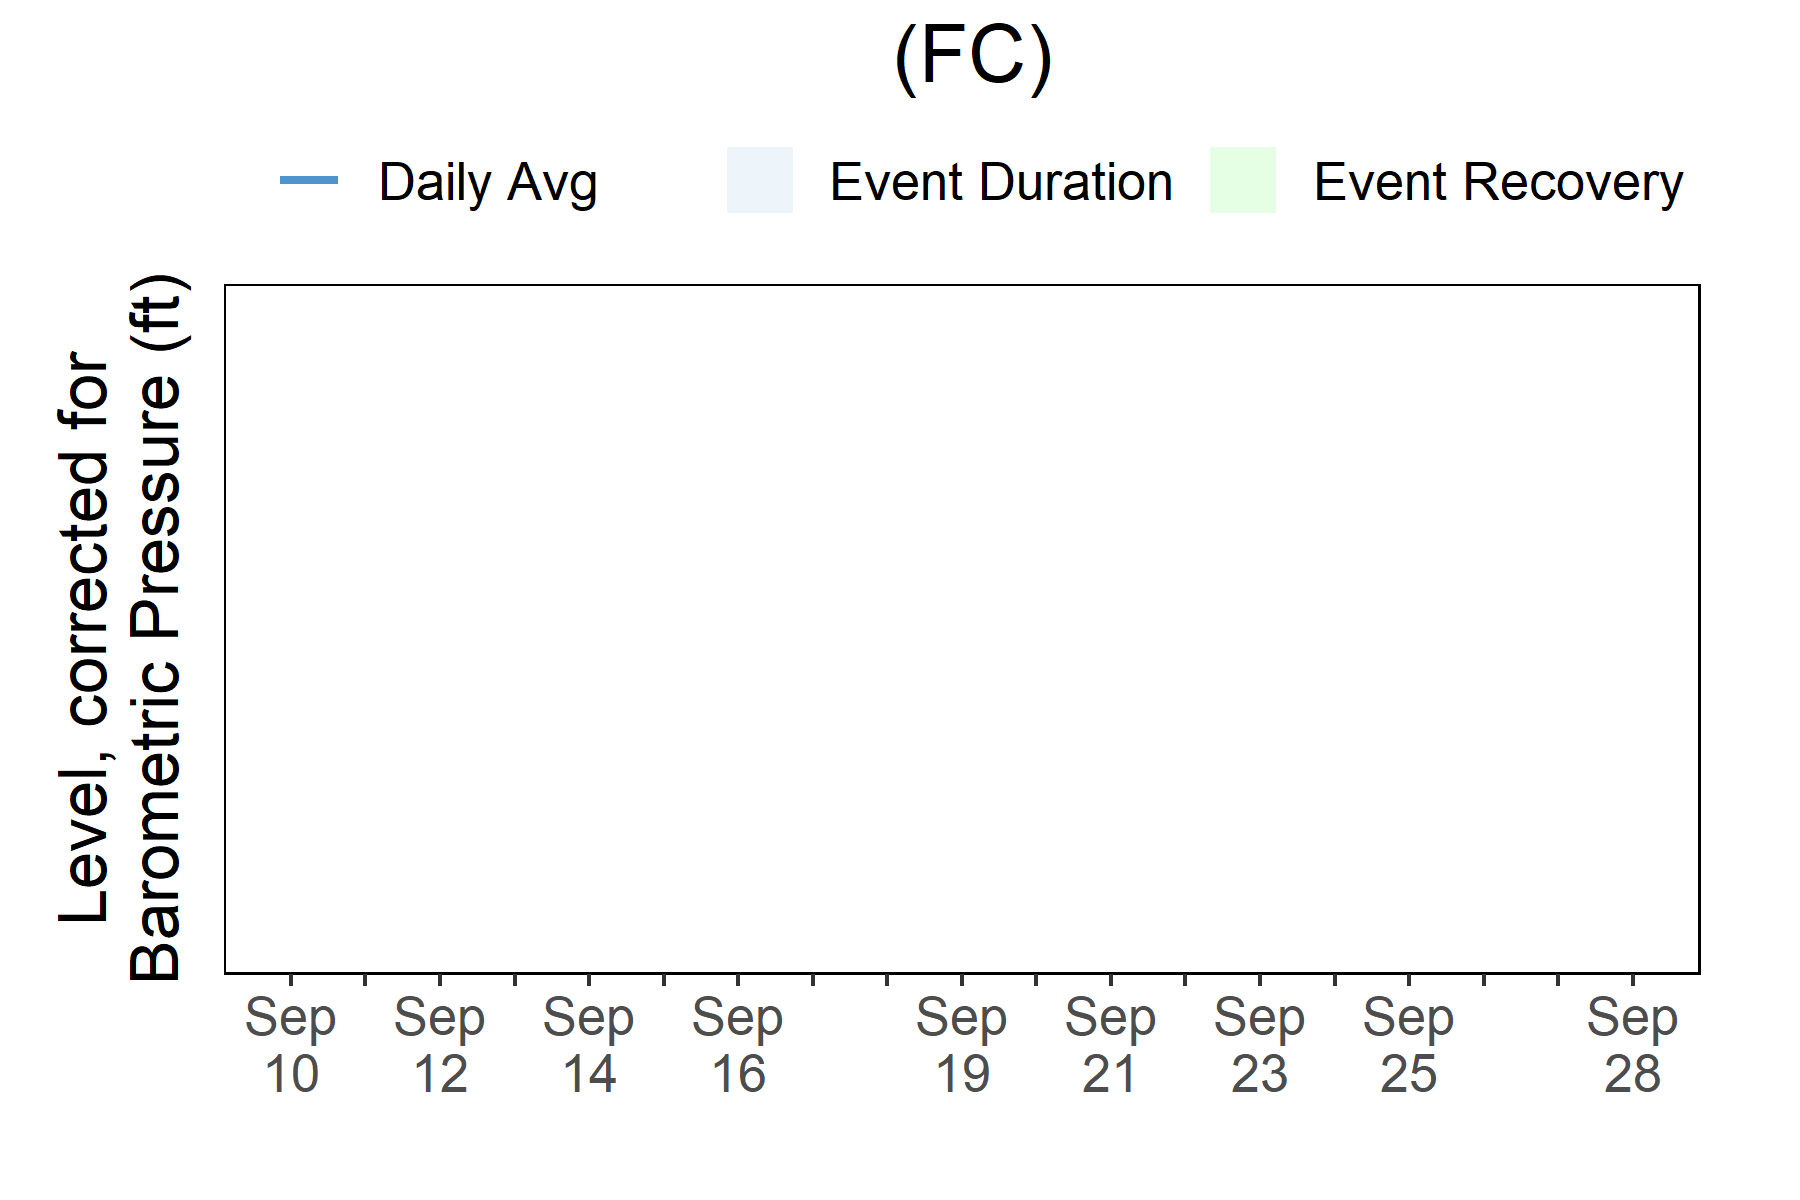 (FC)
Daily Avg
Event Duration
Event Recovery
Level, corrected for
Barometric Pressure (ft)
Sep
10
Sep
12
Sep
14
Sep
16
Sep
19
Sep
21
Sep
23
Sep
25
Sep
28